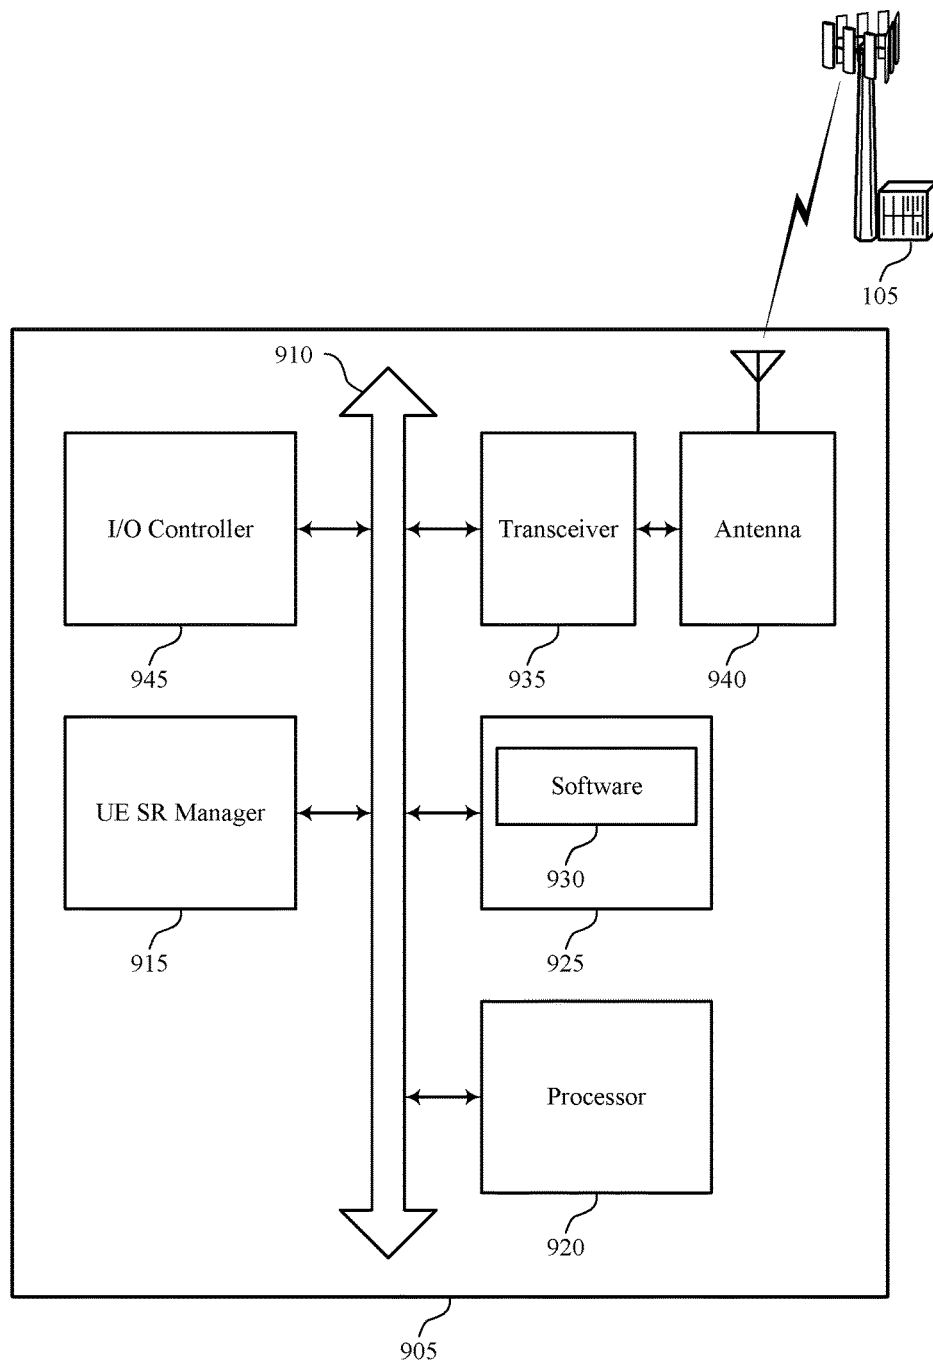 105
910
I/O Controller
Transceiver
Antenna
945
935
940
UE SR Manager
Software
930
915
925
Processor
920
905